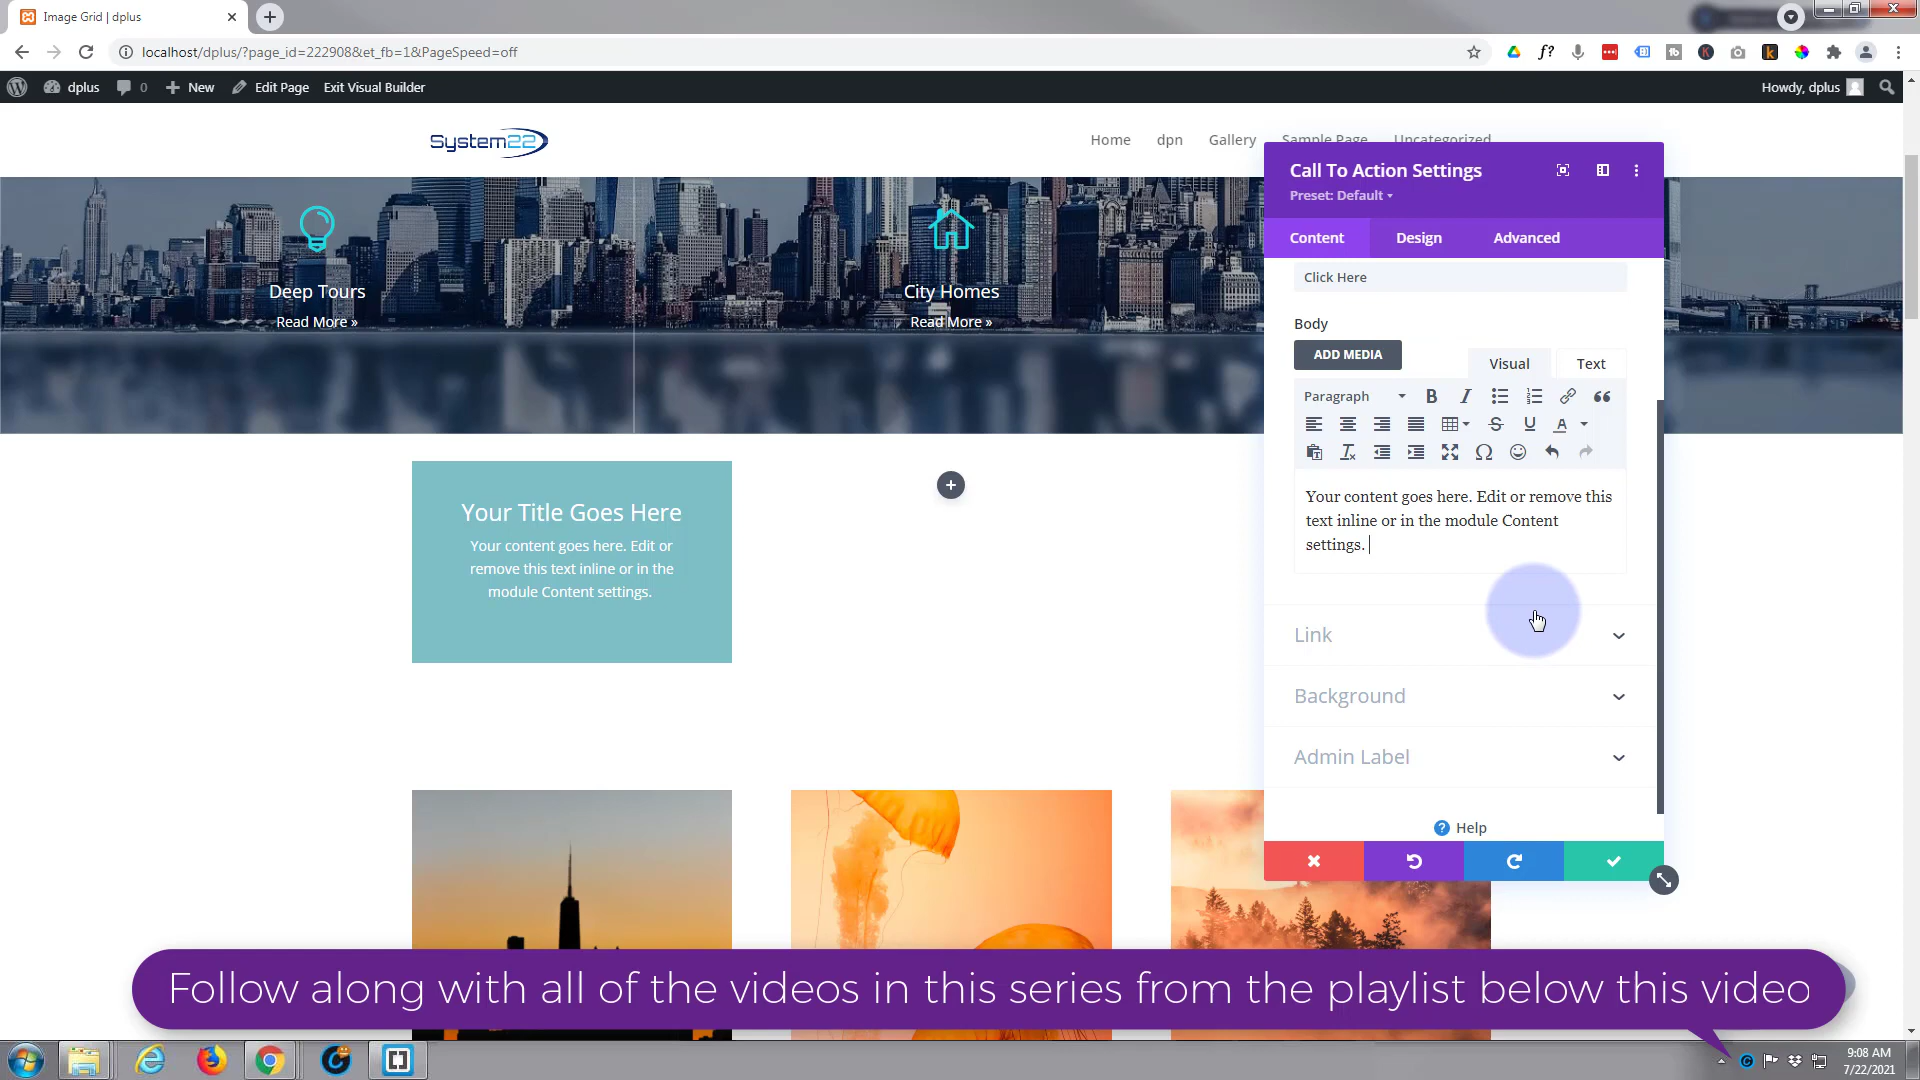 Image Grid | dplus
localhost/dplus/?page_id=222908&et_fb=1&PageSpeed=off
dplus
0
New
Edit Page
Exit Visual Builder
Howdy, dplus
System22
Home
dpn
Gallery
Sample Page
Uncategorized
Deep Tours
Read More »
City Homes
Read More »
Your Title Goes Here
Your content goes here. Edit or
remove this text inline or in the
module Content settings.
Call To Action Settings
Preset: Default
Content
Design
Advanced
Click Here
Body
ADD MEDIA
Visual
Text
Paragraph
Your content goes here. Edit or remove this
text inline or in the module Content
settings.
Link
Background
Admin Label
Help
Follow along with all of the videos in this series from the playlist below this video
9:08 AM
7/22/2021